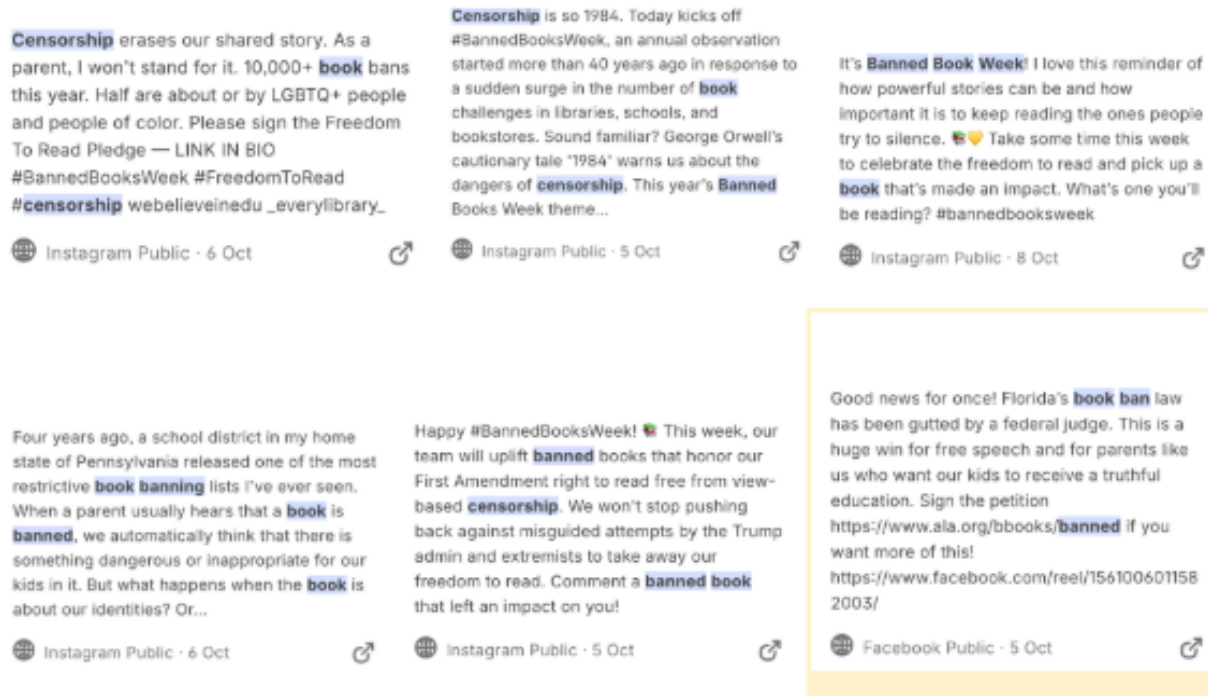 Censorship erases our shared story. As a
parent, I won't stand for it. 10,000+ book bans
this year. Half are about or by LGBTQ+ people
and people of color. Please sign the Freedom
To Read Pledge — LINK IN BIO
#BannedBooksWeek #FreedomToRead
#censorship webelieveinedu _everylibrary_
Instagram Public · 6 Oct
Censorship is so 1984. Today kicks off
#BannedBooksWeek, an annual observation
started more than 40 years ago in response to
a sudden surge in the number of book
challenges in libraries, schools, and
bookstores. Sound familiar? George Orwell's
cautionary tale "1984" warns us about the
dangers of censorship. This year's Banned
Books Week theme...
Instagram Public · 5 Oct
It's Banned Book Week! I love this reminder of
how powerful stories can be and how
important it is to keep reading the ones people
try to silence. 📚💛 Take some time this week
to celebrate the freedom to read and pick up a
book that's made an impact. What's one you'll
be reading? #bannedbooksweek
Instagram Public · 8 Oct
Four years ago, a school district in my home
state of Pennsylvania released one of the most
restrictive book banning lists I've ever seen.
When a parent usually hears that a book is
banned, we automatically think that there is
something dangerous or inappropriate for our
kids in it. But what happens when the book is
about our identities? Or...
Instagram Public · 6 Oct
Happy #BannedBooksWeek! 📚 This week, our
team will uplift banned books that honor our
First Amendment right to read free from view-
based censorship. We won't stop pushing
back against misguided attempts by the Trump
admin and extremists to take away our
freedom to read. Comment a banned book
that left an impact on you!
Instagram Public · 5 Oct
Good news for once! Florida's book ban law
has been gutted by a federal judge. This is a
huge win for free speech and for parents like
us who want our kids to receive a truthful
education. Sign the petition
https://www.ala.org/bbooks/banned if you
want more of this!
https://www.facebook.com/reel/156100601158
2003/
Facebook Public · 5 Oct